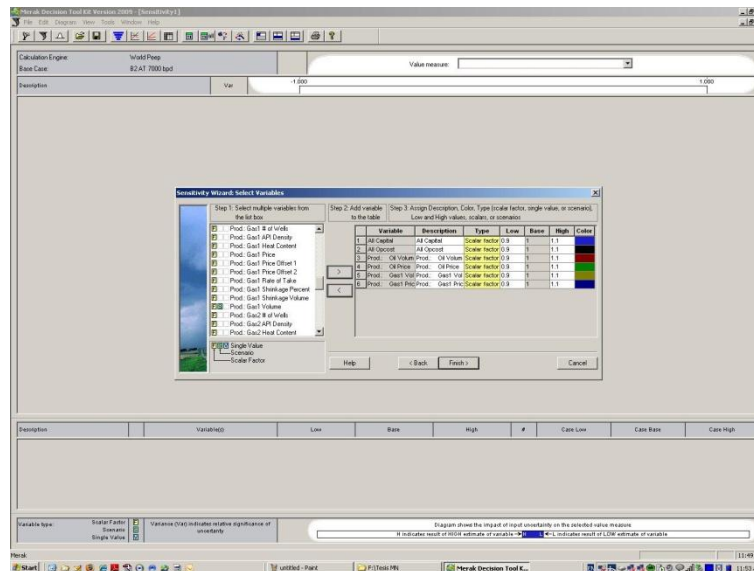 Merak Decision Tool Kit Version 2009 - [Sensitivity1]
File Edit Diagram View Tools Window Help
Calculation Engine: World Peep
Base Case: B2 AT 7000 bpd
Value measure:
Description Var -1.000 1.000
Sensitivity Wizard: Select Variables
Step 1: Select multiple variables from the list box
Step 2: Add variable to the table
Step 3: Assign Description, Color, Type (scalar factor, single value, or scenario), Low and High values, scalars, or scenarios
Prod.: Gas1 # of Wells
Prod.: Gas1 API Density
Prod.: Gas1 Heat Content
Prod.: Gas1 Price
Prod.: Gas1 Price Offset 1
Prod.: Gas1 Price Offset 2
Prod.: Gas1 Rate of Take
Prod.: Gas1 Shrinkage Percent
Prod.: Gas1 Shrinkage Volume
Prod.: Gas1 Volume
Prod.: Gas2 # of Wells
Prod.: Gas2 API Density
Prod.: Gas2 Heat Content
Single Value
Scenario
Scalar Factor
>
<
Variable Description Type Low Base High Color
1 All Capital All Capital Scalar factor 0.9 1 1.1
2 All Opcost All Opcost Scalar factor 0.9 1 1.1
3 Prod.: Oil Volum Prod.: Oil Volum Scalar factor 0.9 1 1.1
4 Prod.: Oil Price Prod.: Oil Price Scalar factor 0.9 1 1.1
5 Prod.: Gas1 Vol Prod.: Gas1 Vol Scalar factor 0.9 1 1.1
6 Prod.: Gas1 Pric Prod.: Gas1 Pric Scalar factor 0.9 1 1.1
Help < Back Finish > Cancel
Description Variable(s) Low Base High # Case Low Case Base Case High
Variable type: Scalar Factor
Scenario
Single Value
Variance (Var) indicates relative significance of uncertainty
Diagram shows the impact of input uncertainty on the selected value measure.
H indicates result of HIGH estimate of variable H L L indicates result of LOW estimate of variable
Merak 11:49
Start untitled - Paint P:\Tesis MN Merak Decision Tool K... 11:53